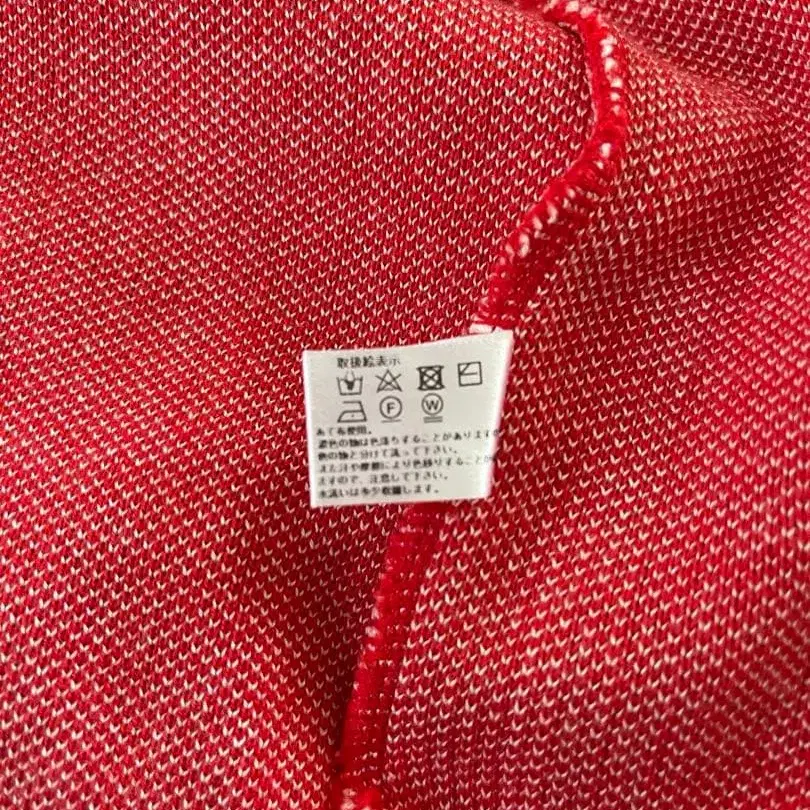 取扱絵表示
F W
あて布使用。
濃色の物は色落ちすることがあります
他の物と分けて洗って下さい。
また汗や摩擦により色移りすることが
ますので、注意して下さい。
水洗いは多少収縮します。